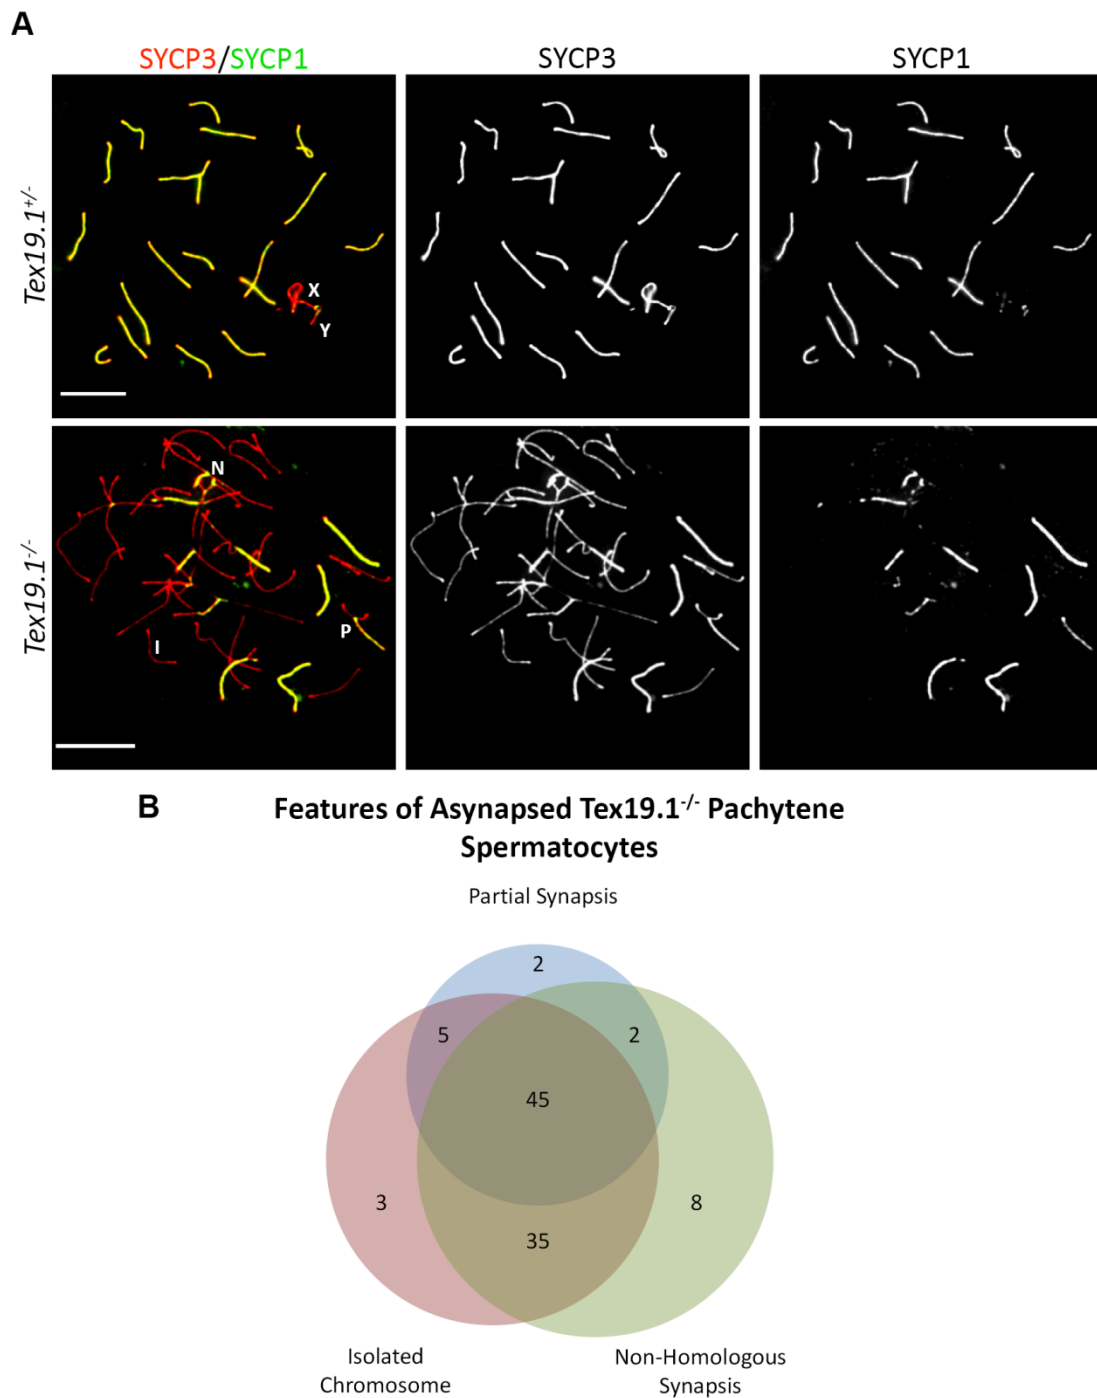 A
SYCP3/SYCP1
SYCP3
SYCP1
Tex19.1+/-
X
Y
Tex19.1-/-
N
I
P
B
Features of Asynapsed Tex19.1-/- Pachytene
Spermatocytes
Partial Synapsis
2
5
2
45
3
8
35
Isolated
Chromosome
Non-Homologous
Synapsis